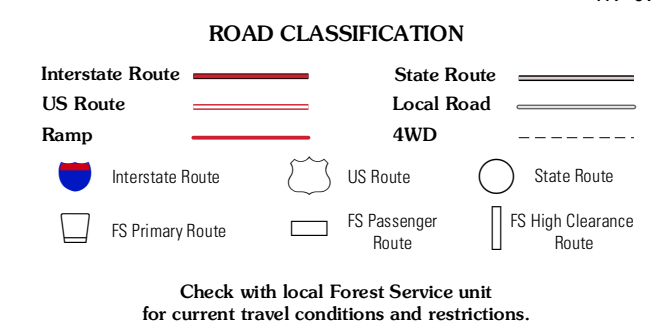 ROAD CLASSIFICATION
Interstate Route
State Route
US Route
Local Road
Ramp
4WD
Interstate Route
US Route
State Route
FS Primary Route
FS Passenger
Route
FS High Clearance
Route
Check with local Forest Service unit
for current travel conditions and restrictions.